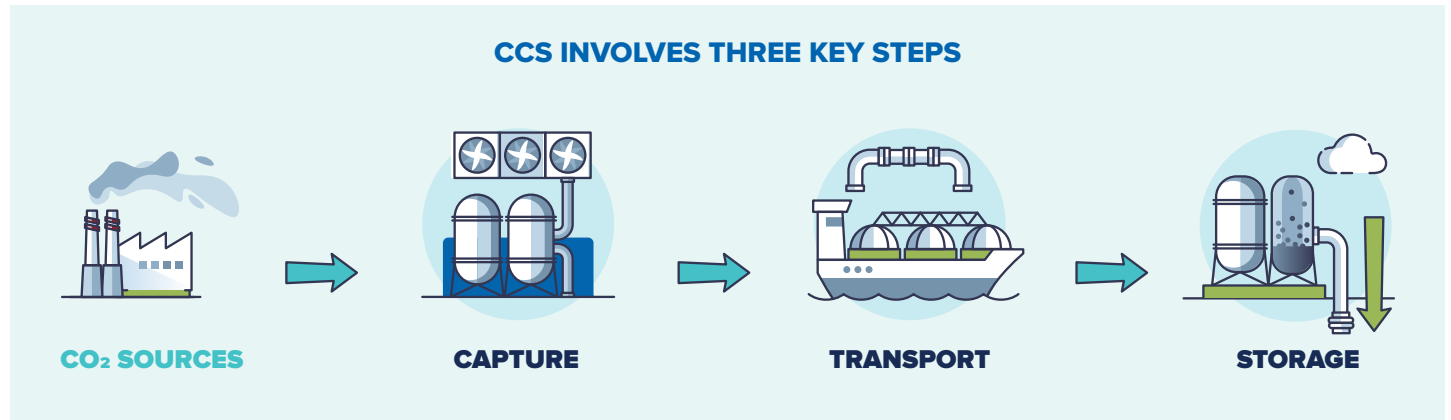 CCS INVOLVES THREE KEY STEPS
CO₂ SOURCES
CAPTURE
TRANSPORT
STORAGE